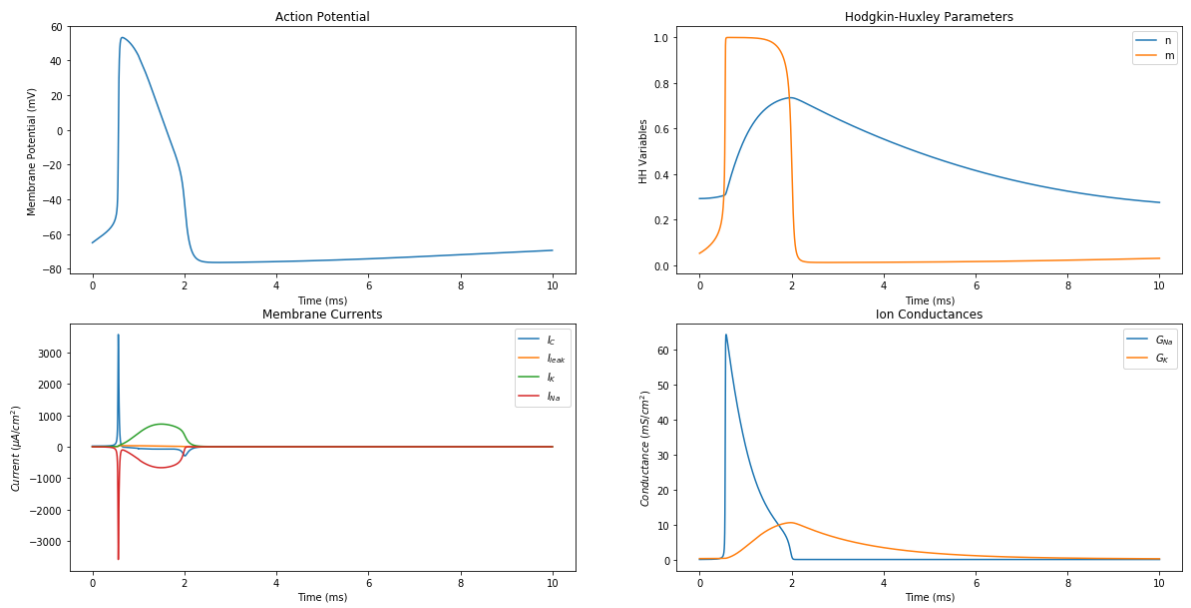 Action Potential
Membrane Potential (mV)
60
40
20
0
−20
−40
−60
−80
0
2
4
6
8
10
Time (ms)
Hodgkin-Huxley Parameters
HH Variables
1.0
0.8
0.6
0.4
0.2
0.0
n
m
0
2
4
6
8
10
Time (ms)
Membrane Currents
Current (μA/cm²)
3000
2000
1000
0
−1000
−2000
−3000
I_C
I_leak
I_K
I_Na
0
2
4
6
8
10
Time (ms)
Ion Conductances
Conductance (mS/cm²)
60
50
40
30
20
10
0
G_Na
G_K
0
2
4
6
8
10
Time (ms)